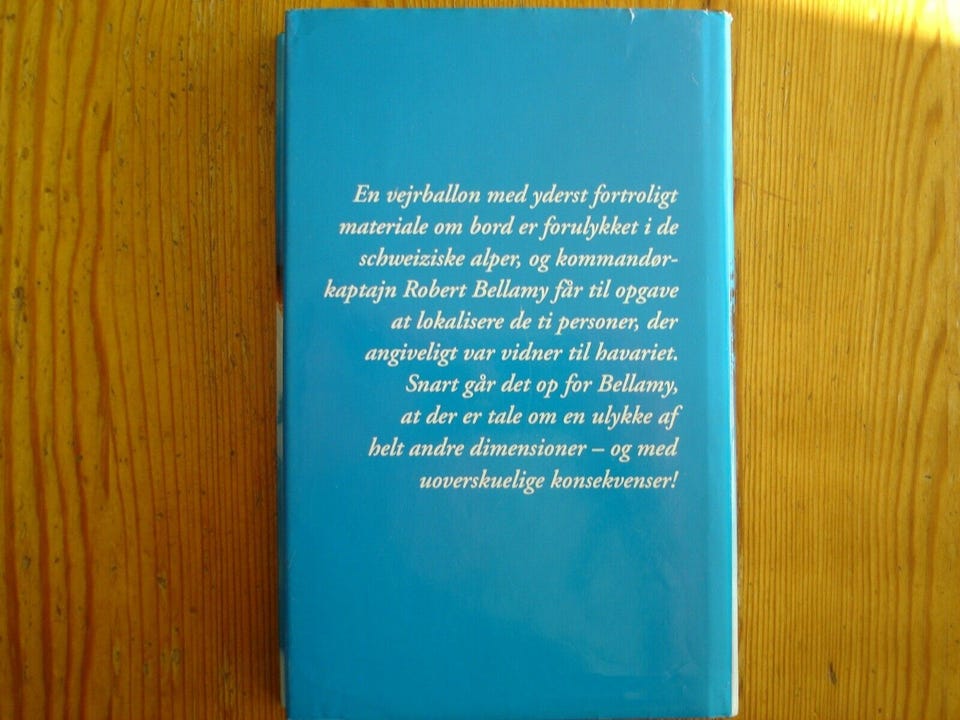 En vejrballon med yderst fortroligt
materiale om bord er forulykket i de
schweiziske alper, og kommandør-
kaptajn Robert Bellamy får til opgave
at lokalisere de ti personer, der
angiveligt var vidner til havariet.
Snart går det op for Bellamy,
at der er tale om en ulykke af
helt andre dimensioner – og med
uoverskuelige konsekvenser!